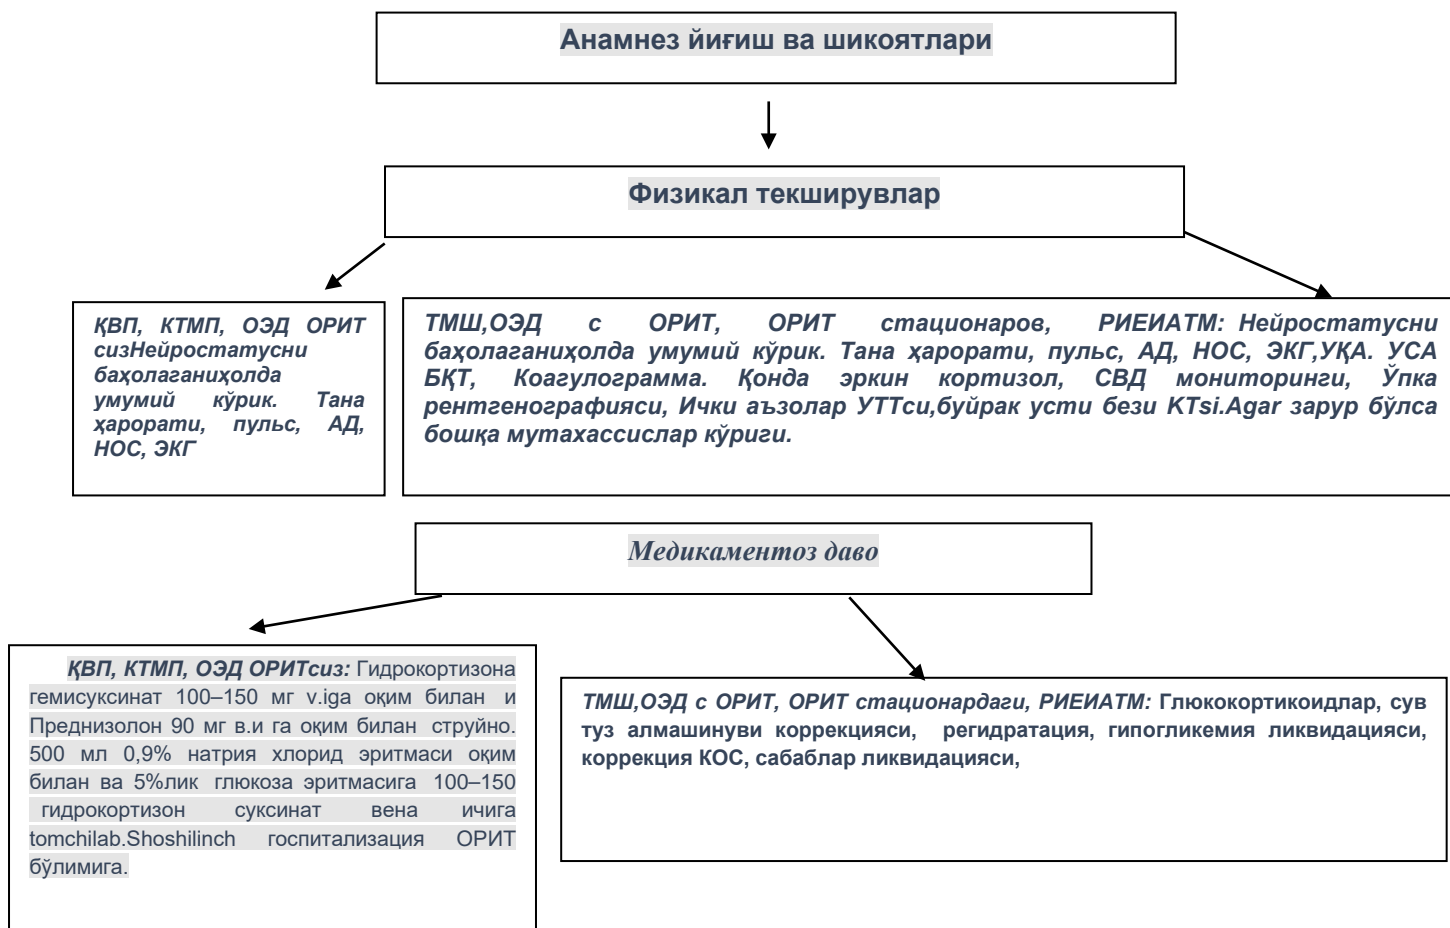 Анамнез йиғиш ва шикоятлари
Физикал текширувлар
ҚВП, КТМП, ОЭД ОРИТ
сизНейростатусни
баҳолаганиҳолда
умумий кўрик. Тана
ҳарорати, пульс, АД,
НОС, ЭКГ
ТМШ,ОЭД с ОРИТ, ОРИТ стационаров, РИЕИАТМ: Нейростатусни
баҳолаганиҳолда умумий кўрик. Тана ҳарорати, пульс, АД, НОС, ЭКГ,УҚА. УСА
БҚТ, Коагулограмма. Қонда эркин кортизол, СВД мониторинги, Ўпка
рентгенографияси, Ички аъзолар УТТси,буйрак усти бези KTsi.Agar зарур бўлса
бошқа мутахассислар кўриги.
Медикаментоз даво
ҚВП, КТМП, ОЭД ОРИТсиз: Гидрокортизона
гемисуксинат 100–150 мг v.iga оқим билан и
Преднизолон 90 мг в.и га оқим билан струйно.
500 мл 0,9% натрия хлорид эритмаси оқим
билан ва 5%лик глюкоза эритмасига 100–150
гидрокортизон суксинат вена ичига
tomchilab.Shoshilinch госпитализация ОРИТ
бўлимига.
ТМШ,ОЭД с ОРИТ, ОРИТ стационардаги, РИЕИАТМ: Глюкокортикоидлар, сув
туз алмашинуви коррекцияси, регидратация, гипогликемия ликвидацияси,
коррекция КОС, сабаблар ликвидацияси,